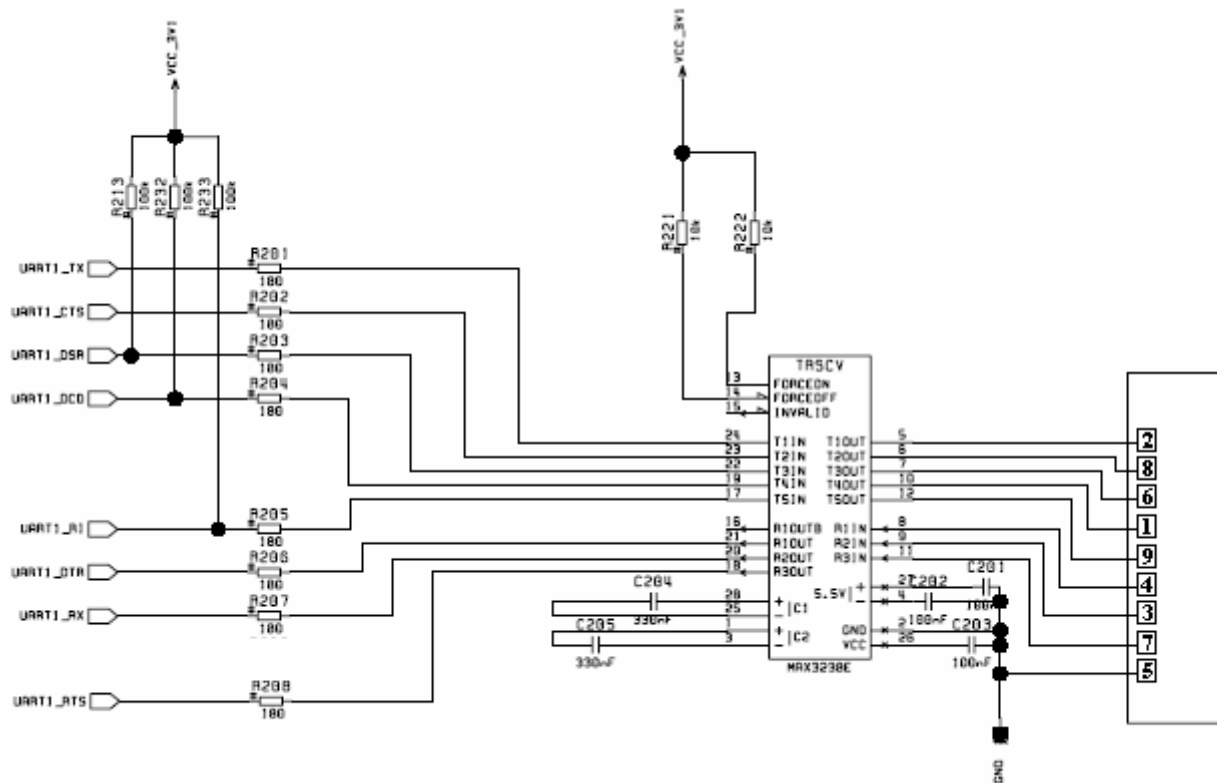 VCC_3V1
VCC_3V1
R213
100k
R232
100k
R233
100k
R221
10k
R222
10k
UART1_TX
R201
180
UART1_CTS
R202
180
UART1_DSR
R203
180
UART1_DCD
R204
180
UART1_RI
R205
180
UART1_DTR
R206
180
UART1_RX
R207
180
UART1_RTS
R208
180
TRSCV
13 FORCEON
14 FORCEOFF
15 INVALID
24 T1IN T1OUT 5
23 T2IN T2OUT 6
22 T3IN T3OUT 7
19 T4IN T4OUT 10
17 T5IN T5OUT 12
16 R1OUTB R1IN 8
21 R1OUT R2IN 9
20 R2OUT R3IN 11
18 R3OUT
C204
330nF
28 + C1
25 -
C205
330nF
1 + C2
3 -
5.5V + 27
- 4
GND 2
VCC 26
MAX3238E
C201
100nF
C202
100nF
C203
100nF
2
8
6
1
9
4
3
7
5
GND